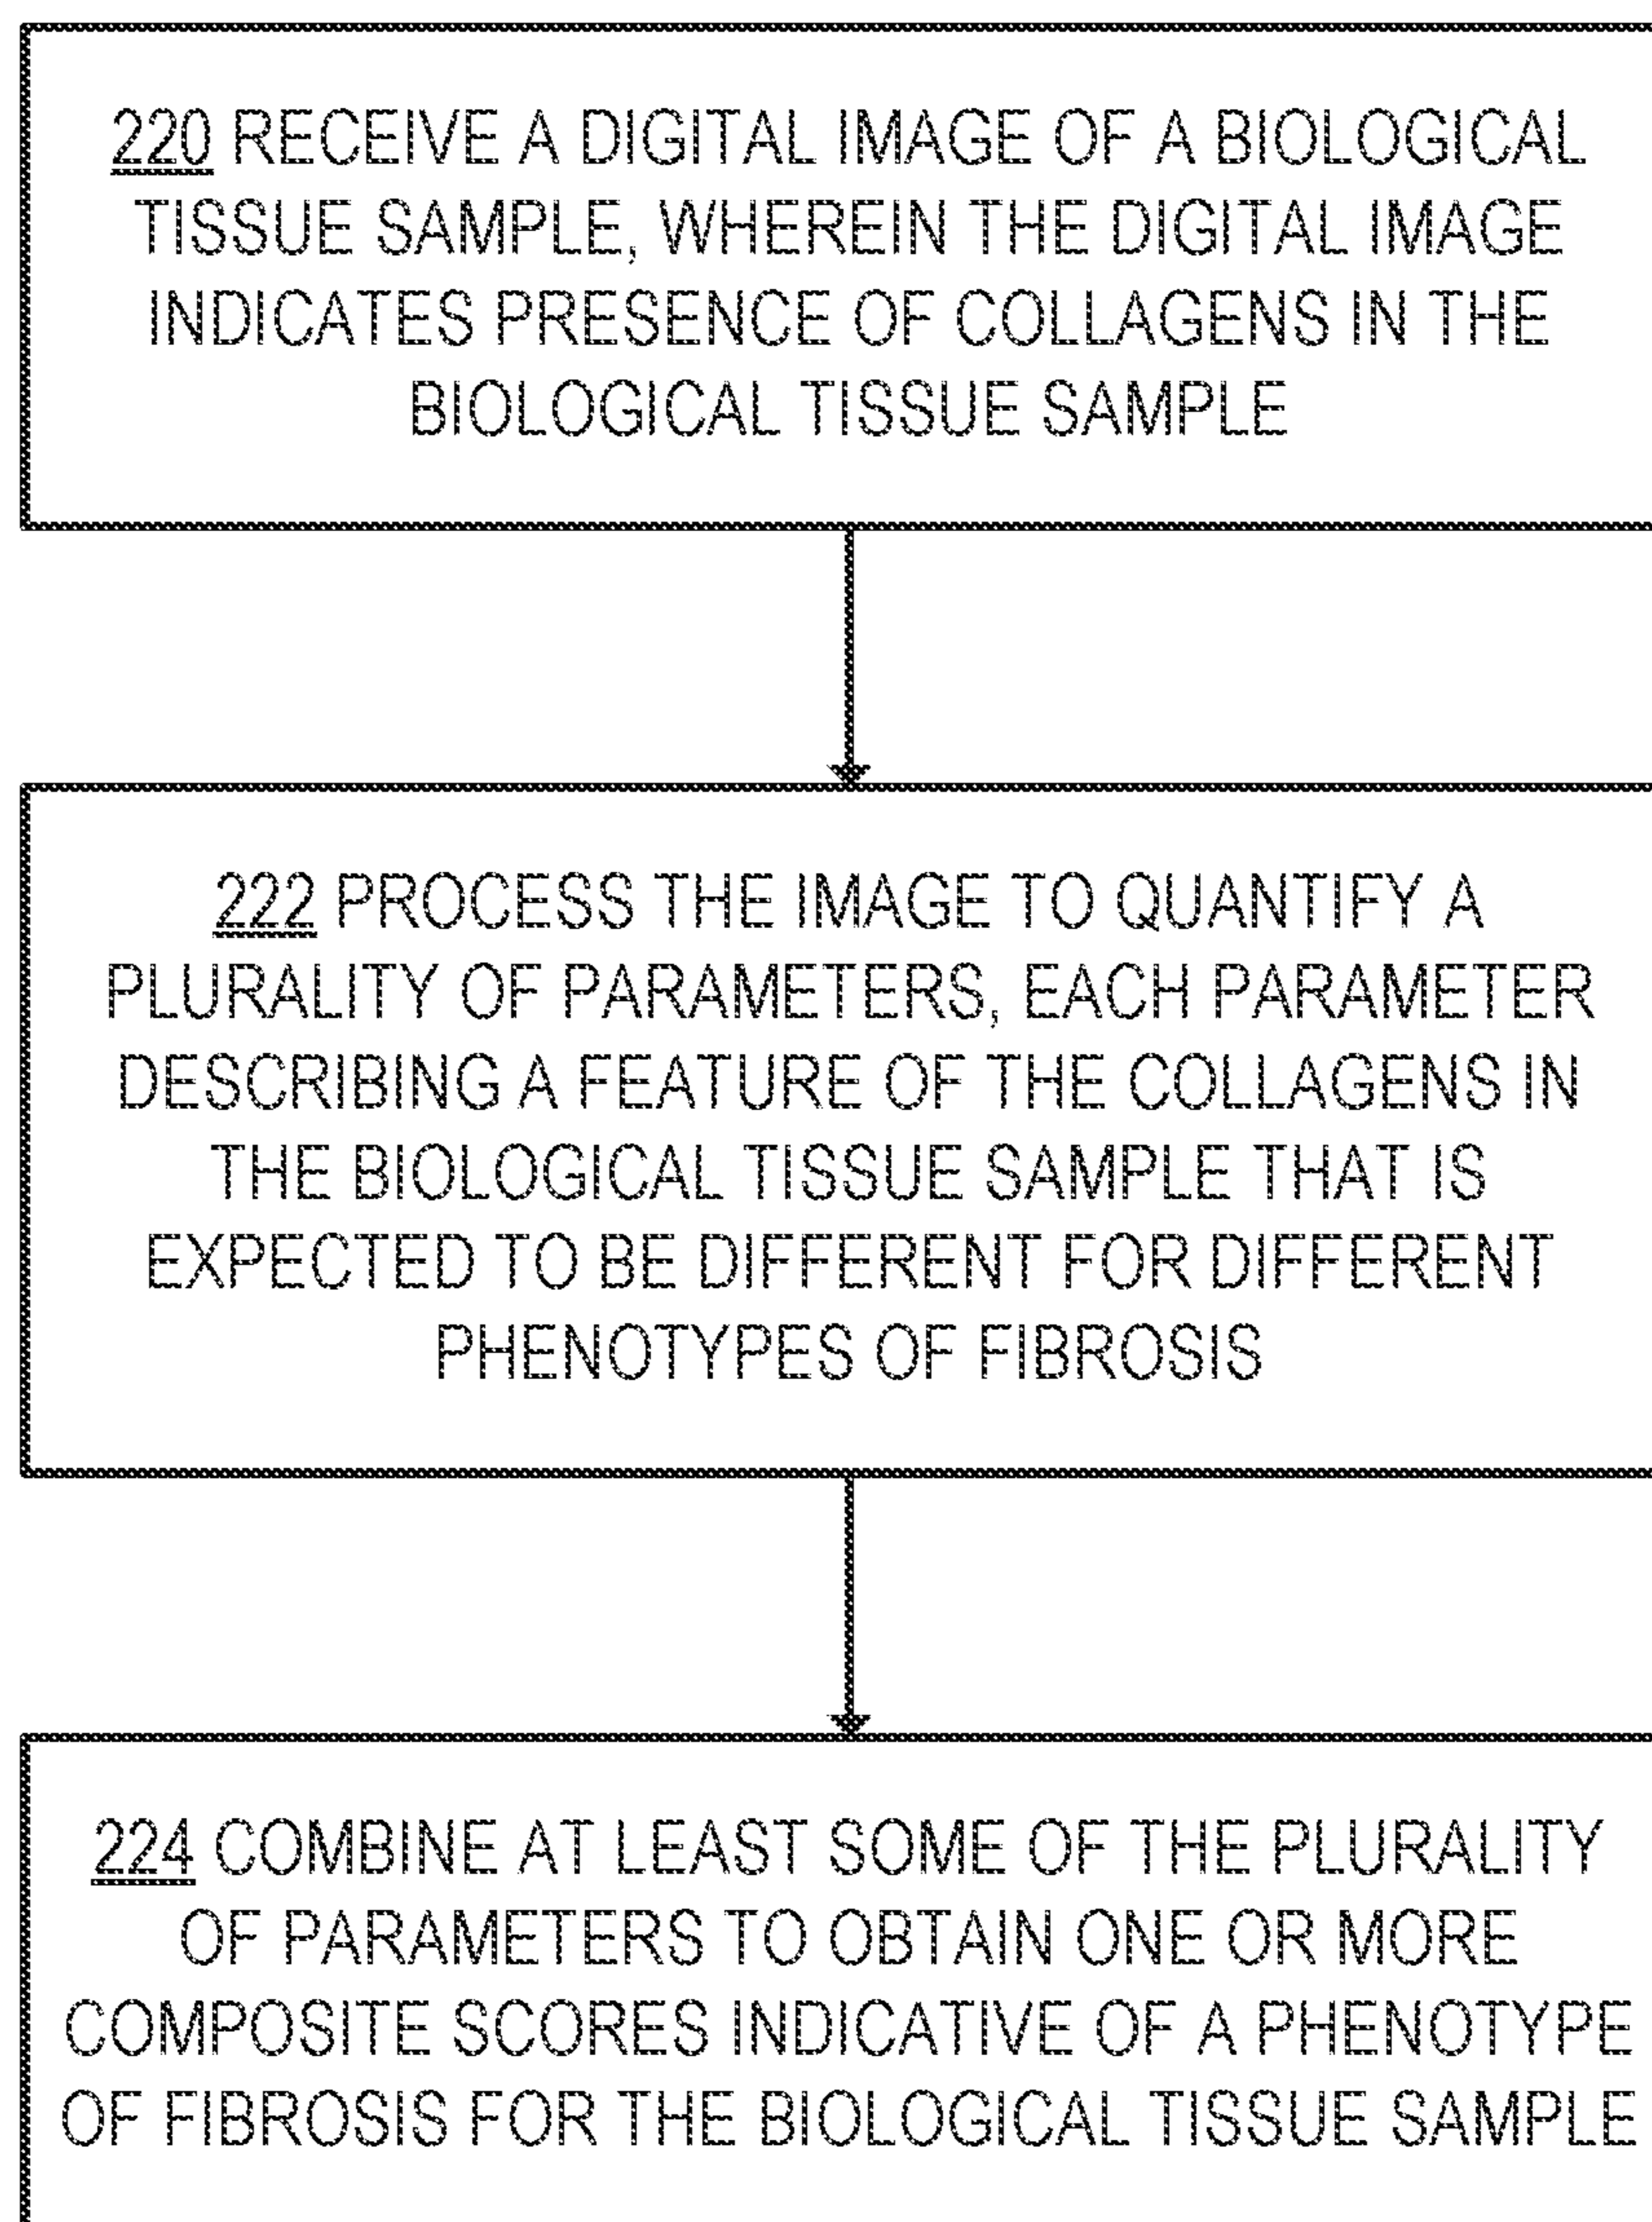 220 RECEIVE A DIGITAL IMAGE OF A BIOLOGICAL
TISSUE SAMPLE, WHEREIN THE DIGITAL IMAGE
INDICATES PRESENCE OF COLLAGENS IN THE
BIOLOGICAL TISSUE SAMPLE
222 PROCESS THE IMAGE TO QUANTIFY A
PLURALITY OF PARAMETERS, EACH PARAMETER
DESCRIBING A FEATURE OF THE COLLAGENS IN
THE BIOLOGICAL TISSUE SAMPLE THAT IS
EXPECTED TO BE DIFFERENT FOR DIFFERENT
PHENOTYPES OF FIBROSIS
224 COMBINE AT LEAST SOME OF THE PLURALITY
OF PARAMETERS TO OBTAIN ONE OR MORE
COMPOSITE SCORES INDICATIVE OF A PHENOTYPE
OF FIBROSIS FOR THE BIOLOGICAL TISSUE SAMPLE